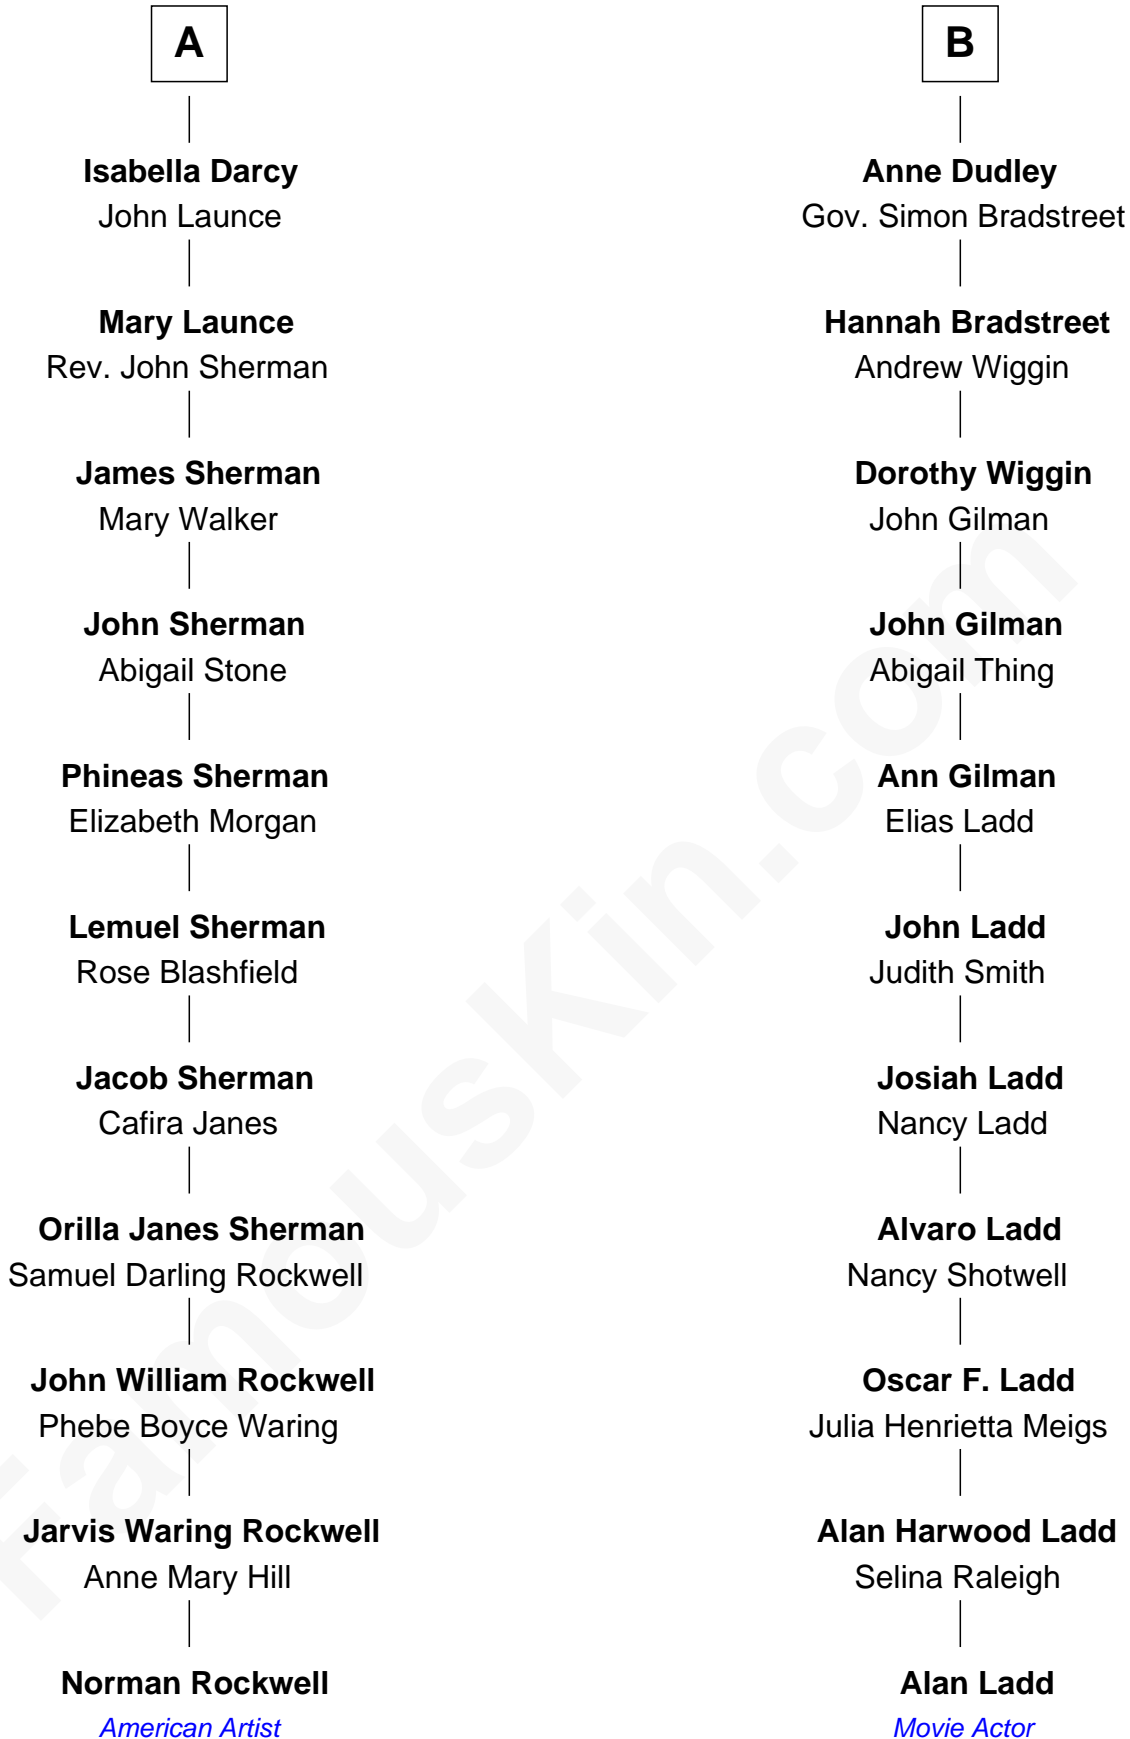 A
Isabella Darcy
John Launce
Mary Launce
Rev. John Sherman
James Sherman
Mary Walker
John Sherman
Abigail Stone
Phineas Sherman
Elizabeth Morgan
Lemuel Sherman
Rose Blashfield
Jacob Sherman
Cafira Janes
Orilla Janes Sherman
Samuel Darling Rockwell
John William Rockwell
Phebe Boyce Waring
Jarvis Waring Rockwell
Anne Mary Hill
Norman Rockwell
American Artist
B
Anne Dudley
Gov. Simon Bradstreet
Hannah Bradstreet
Andrew Wiggin
Dorothy Wiggin
John Gilman
John Gilman
Abigail Thing
Ann Gilman
Elias Ladd
John Ladd
Judith Smith
Josiah Ladd
Nancy Ladd
Alvaro Ladd
Nancy Shotwell
Oscar F. Ladd
Julia Henrietta Meigs
Alan Harwood Ladd
Selina Raleigh
Alan Ladd
Movie Actor
FamousKin.com